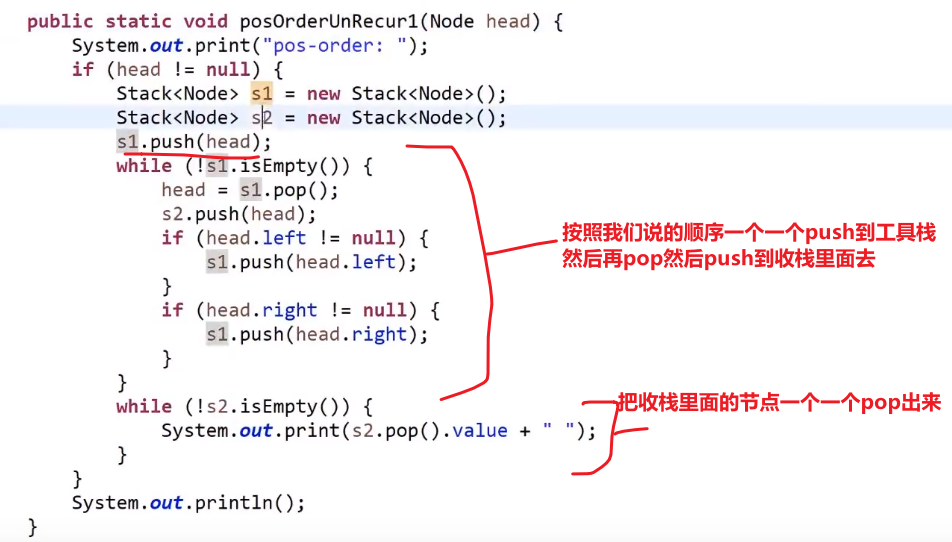 public static void posOrderUnRecur1(Node head) {
System.out.print("pos-order: ");
if (head != null) {
Stack<Node> s1 = new Stack<Node>();
Stack<Node> s2 = new Stack<Node>();
s1.push(head);
while (!s1.isEmpty()) {
head = s1.pop();
s2.push(head);
if (head.left != null) {
s1.push(head.left);
}
if (head.right != null) {
s1.push(head.right);
}
}
while (!s2.isEmpty()) {
System.out.print(s2.pop().value + " ");
}
}
System.out.println();
}
按照我们说的顺序一个一个push到工具栈
然后再pop然后push到收栈里面去
把收栈里面的节点一个一个pop出来